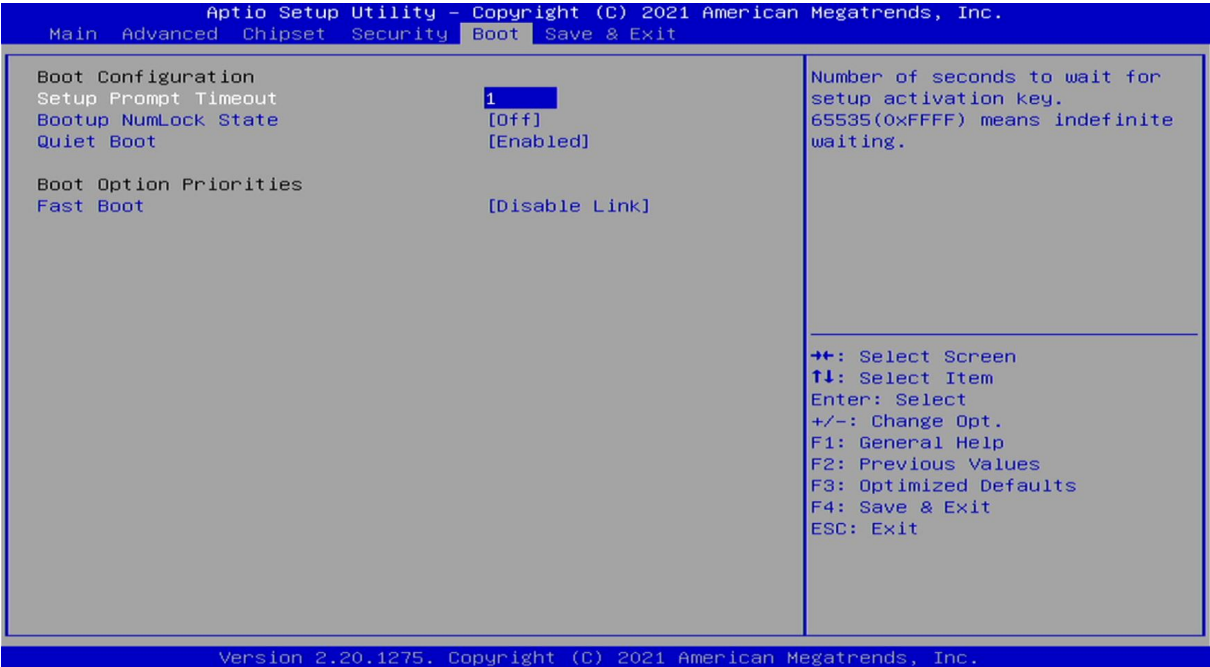 Aptio Setup Utility – Copyright (C) 2021 American Megatrends, Inc.
Main Advanced Chipset Security Boot Save & Exit
Boot Configuration
Setup Prompt Timeout 1
Bootup NumLock State [Off]
Quiet Boot [Enabled]
Boot Option Priorities
Fast Boot [Disable Link]
Number of seconds to wait for
setup activation key.
65535(0xFFFF) means indefinite
waiting.
→←: Select Screen
↑↓: Select Item
Enter: Select
+/-: Change Opt.
F1: General Help
F2: Previous Values
F3: Optimized Defaults
F4: Save & Exit
ESC: Exit
Version 2.20.1275. Copyright (C) 2021 American Megatrends, Inc.